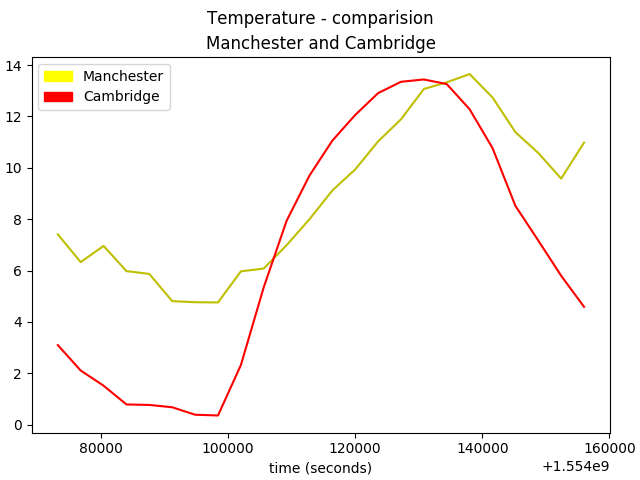 Temperature - comparision
Manchester and Cambridge
Manchester
Cambridge
14
12
10
8
6
4
2
0
80000 100000 120000 140000 160000
time (seconds)
+1.554e9